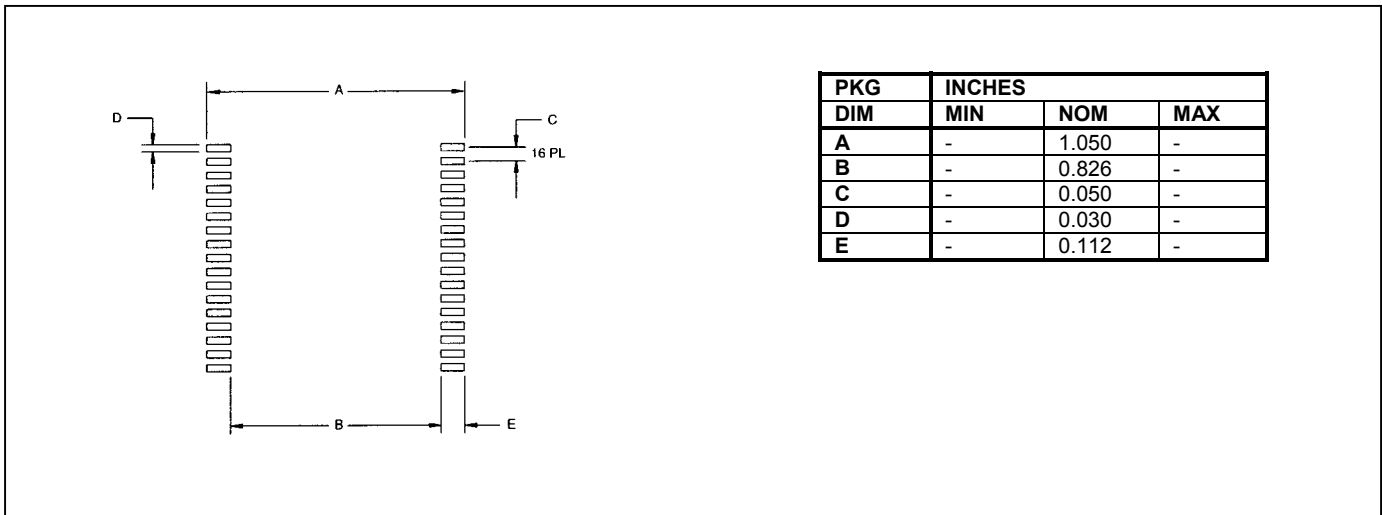 A
D
C
16 PL
B
E
PKG INCHES
DIM MIN NOM MAX
A - 1.050 -
B - 0.826 -
C - 0.050 -
D - 0.030 -
E - 0.112 -